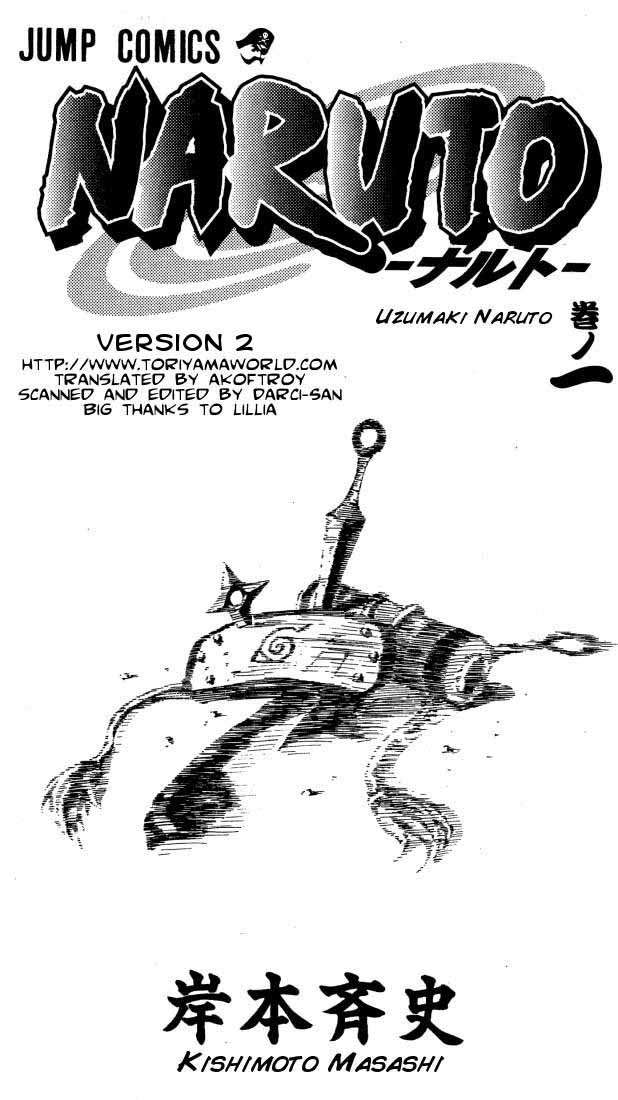 JUMP COMICS
NARUTO
-ナルト-
UZUMAKI NARUTO
巻ノ一
VERSION 2
HTTP://WWW.TORIYAMAWORLD.COM
TRANSLATED BY AKOFTROY
SCANNED AND EDITED BY DARCI-SAN
BIG THANKS TO LILLIA
岸本斉史
KISHIMOTO MASASHI